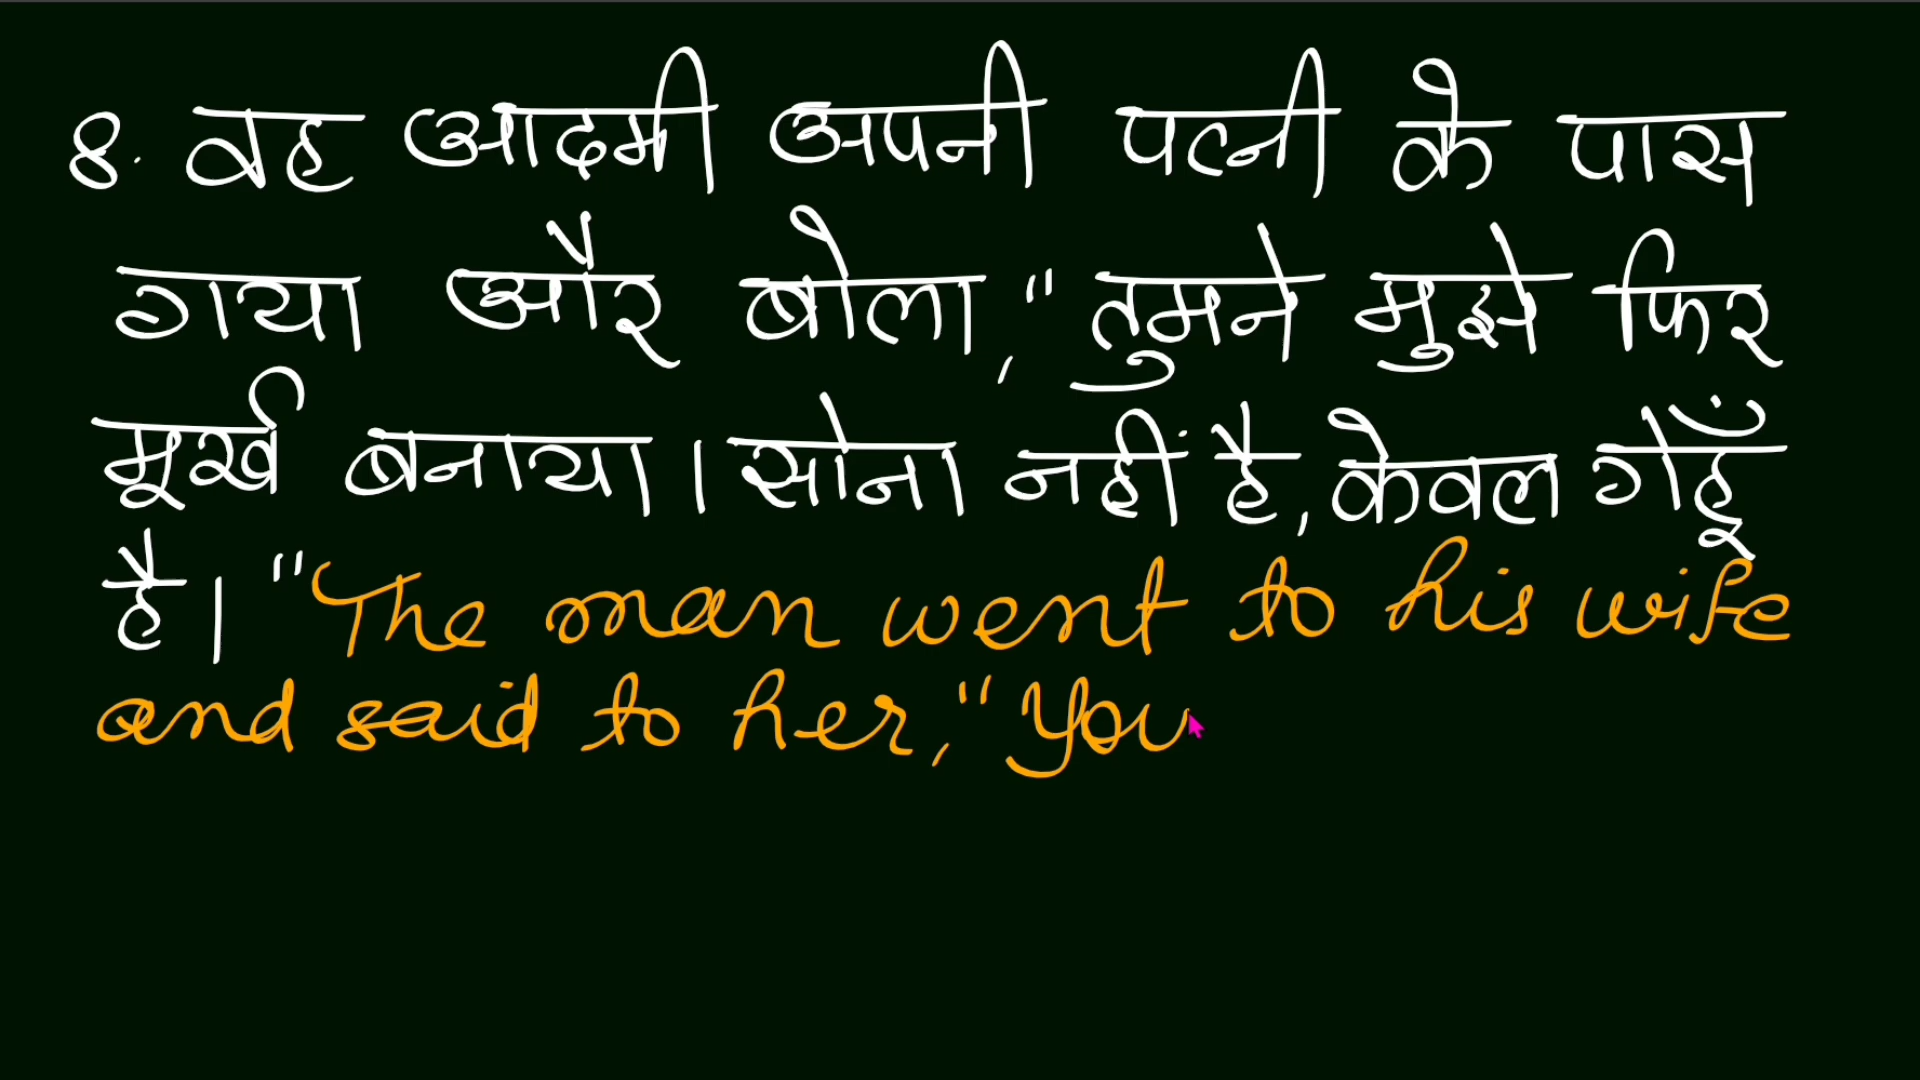 8. वह आदमी अपनी पत्नी के पास
गया और बोला, "तुमने मुझे फिर
मूर्ख बनाया। सोना नहीं है, केवल गेहूँ
है। "The man went to his wife
and said to her, "You